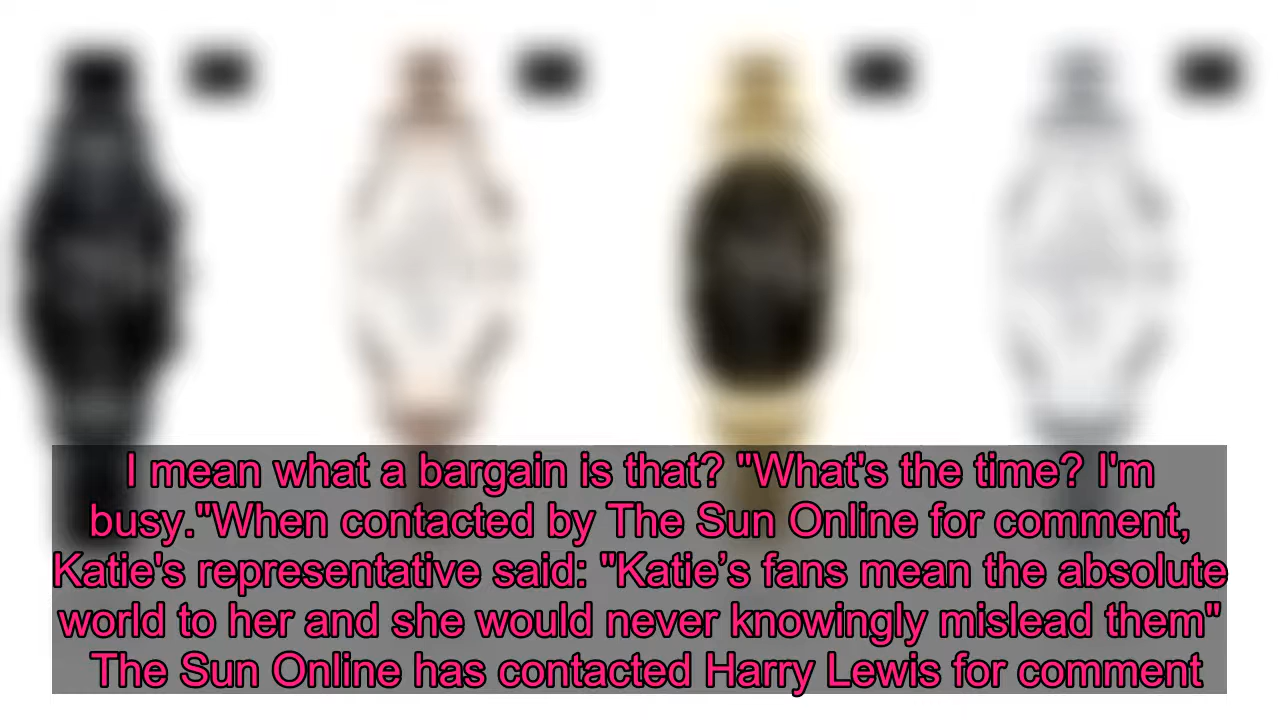 I mean what a bargain is that? "What's the time? I'm
busy."When contacted by The Sun Online for comment,
Katie's representative said: "Katie’s fans mean the absolute
world to her and she would never knowingly mislead them"
The Sun Online has contacted Harry Lewis for comment